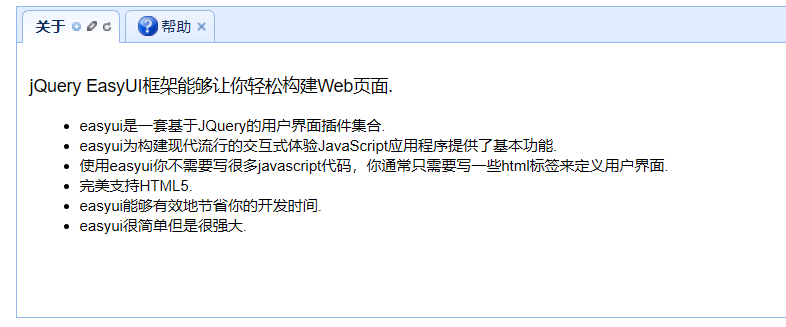 关于 帮助
jQuery EasyUI框架能够让你轻松构建Web页面.
easyui是一套基于JQuery的用户界面插件集合.
easyui为构建现代流行的交互式体验JavaScript应用程序提供了基本功能.
使用easyui你不需要写很多javascript代码，你通常只需要写一些html标签来定义用户界面.
完美支持HTML5.
easyui能够有效地节省你的开发时间.
easyui很简单但是很强大.